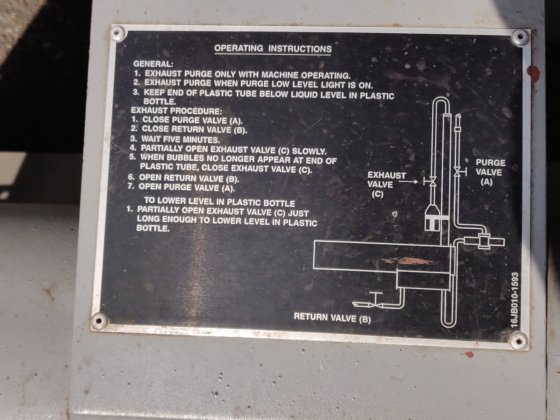 OPERATING INSTRUCTIONS
GENERAL:
1. EXHAUST PURGE ONLY WITH MACHINE OPERATING.
2. EXHAUST PURGE WHEN PURGE LOW LEVEL LIGHT IS ON.
3. KEEP END OF PLASTIC TUBE BELOW LIQUID LEVEL IN PLASTIC
BOTTLE.
EXHAUST PROCEDURE:
1. CLOSE PURGE VALVE (A).
2. CLOSE RETURN VALVE (B).
3. WAIT FIVE MINUTES.
4. PARTIALLY OPEN EXHAUST VALVE (C) SLOWLY.
5. WHEN BUBBLES NO LONGER APPEAR AT END OF
PLASTIC TUBE, CLOSE EXHAUST VALVE (C).
6. OPEN RETURN VALVE (B).
7. OPEN PURGE VALVE (A).
TO LOWER LEVEL IN PLASTIC BOTTLE
1. PARTIALLY OPEN EXHAUST VALVE (C) JUST
LONG ENOUGH TO LOWER LEVEL IN PLASTIC
BOTTLE.
EXHAUST
VALVE
(C)
PURGE
VALVE
(A)
RETURN VALVE (B)
16JB010-1593